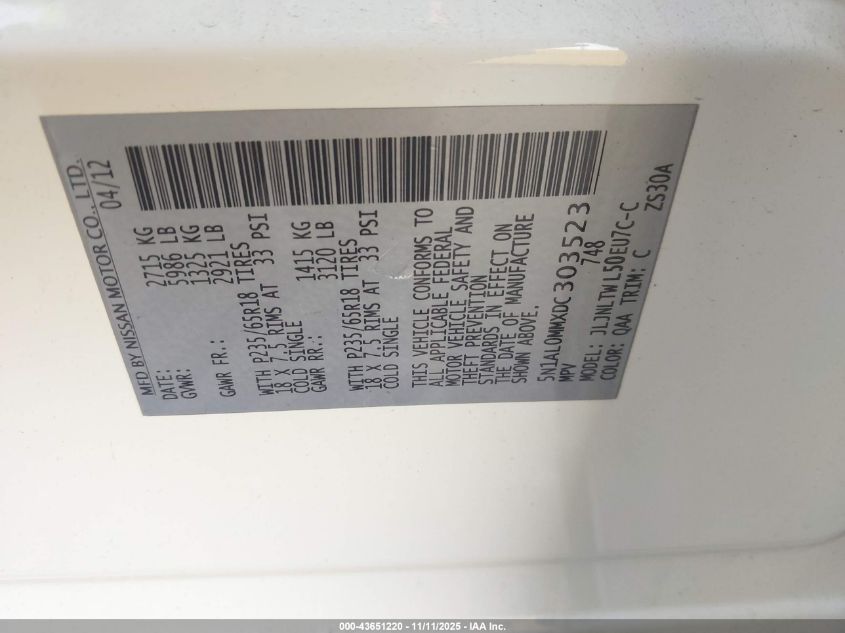 MFD BY NISSAN MOTOR CO., LTD.
DATE: 04/12
GVWR: 2715 KG
5986 LB
GAWR FR.: 1325 KG
2921 LB
WITH P235/65R18 TIRES
18 X 7.5 RIMS AT 33 PSI
COLD SINGLE
GAWR RR.: 1415 KG
3120 LB
WITH P235/65R18 TIRES
18 X 7.5 RIMS AT 33 PSI
COLD SINGLE
THIS VEHICLE CONFORMS TO
ALL APPLICABLE FEDERAL
MOTOR VEHICLE SAFETY AND
THEFT PREVENTION
STANDARDS IN EFFECT ON
THE DATE OF MANUFACTURE
SHOWN ABOVE.
5N1AL0MMXDC303523
MPV 748
MODEL: JLJNLTW L50EU7C-C
COLOR: QAA TRIM: C ZS30A
000-43651220 - 11/11/2025 - IAA Inc.